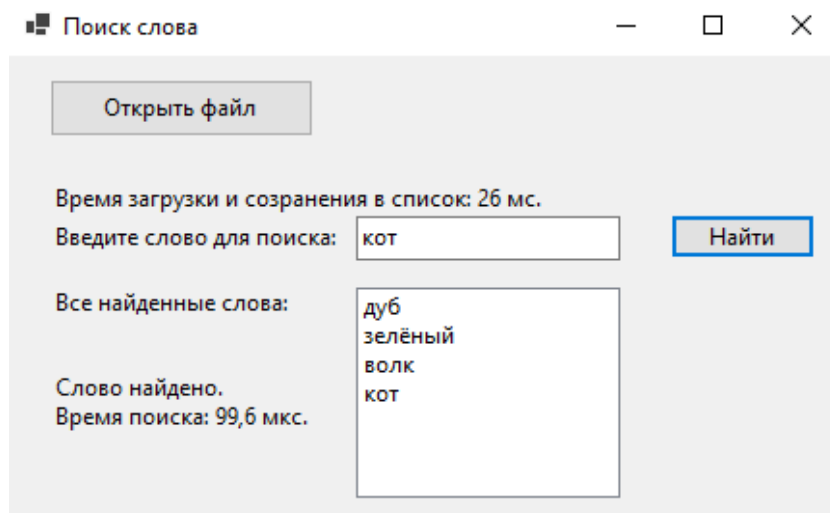 Поиск слова
Открыть файл
Время загрузки и созранения в список: 26 мс.
Введите слово для поиска: кот Найти
Все найденные слова:
дуб
зелёный
волк
кот
Слово найдено.
Время поиска: 99,6 мкс.